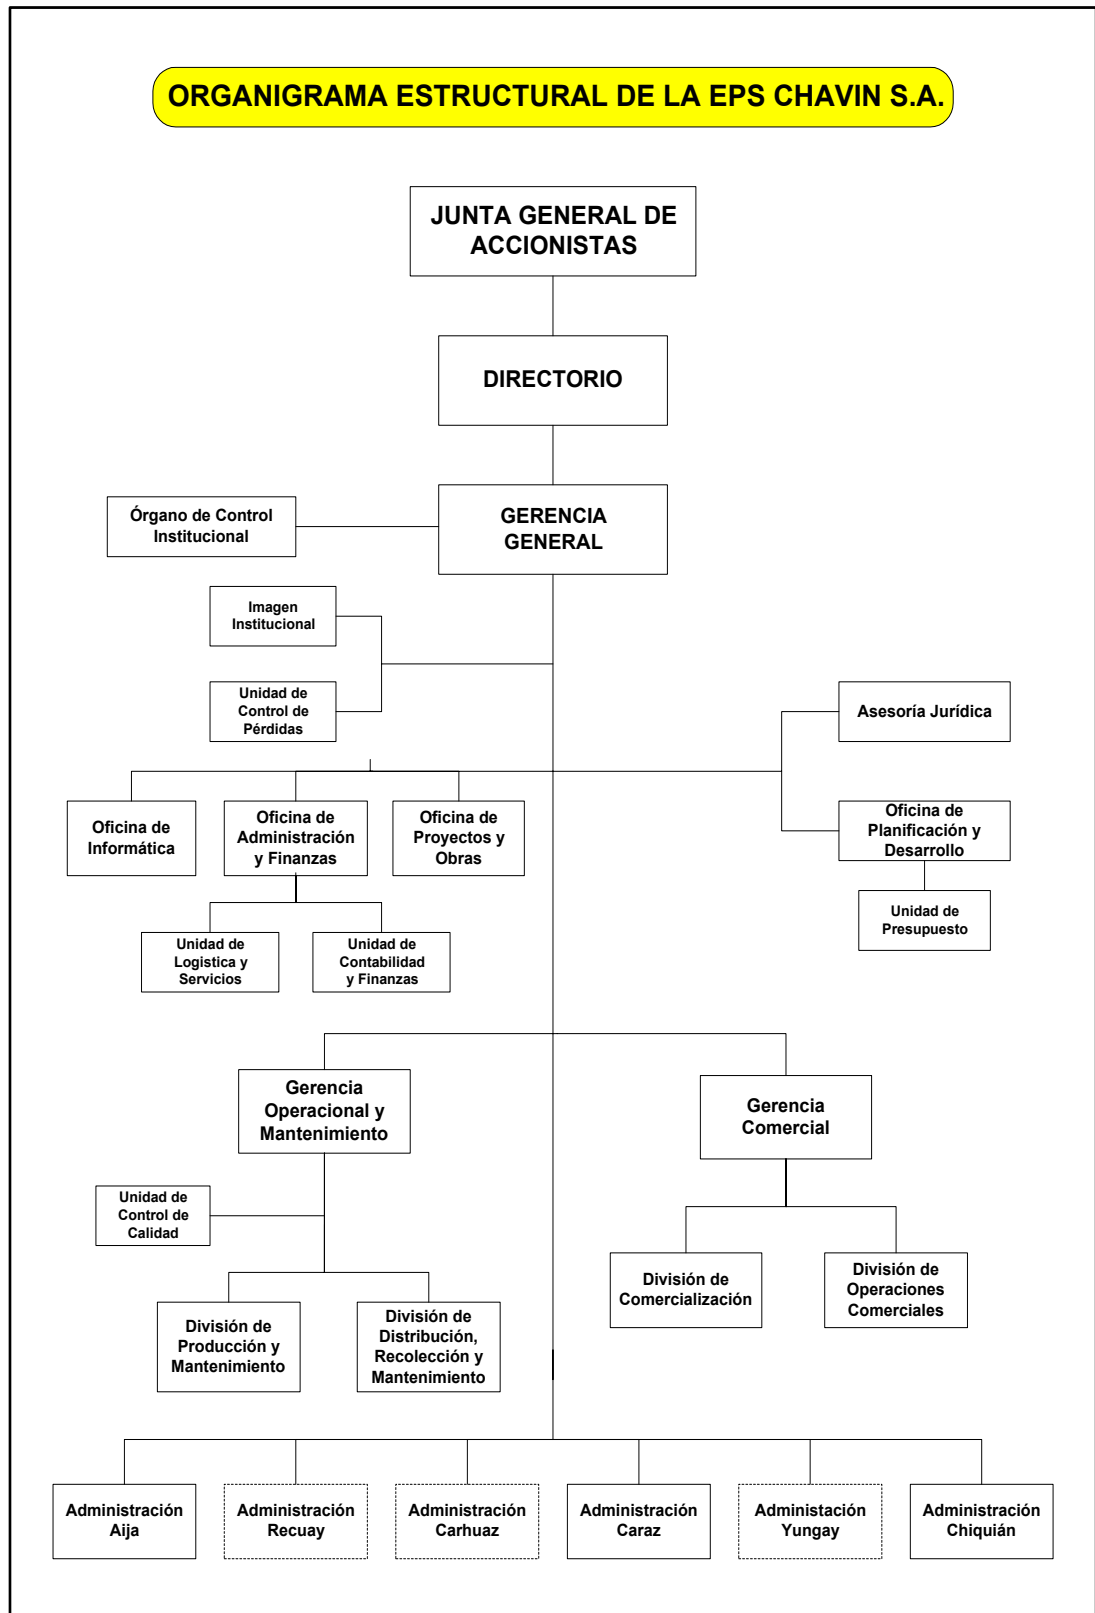 ORGANIGRAMA ESTRUCTURAL DE LA EPS CHAVIN S.A.
JUNTA GENERAL DE
ACCIONISTAS
DIRECTORIO
GERENCIA
GENERAL
Órgano de Control
Institucional
Imagen
Institucional
Unidad de
Control de
Pérdidas
Asesoría Jurídica
Oficina de
Informática
Oficina de
Administración
y Finanzas
Oficina de
Proyectos y
Obras
Oficina de
Planificación y
Desarrollo
Unidad de
Presupuesto
Unidad de
Logistica y
Servicios
Unidad de
Contabilidad
y Finanzas
Gerencia
Operacional y
Mantenimiento
Gerencia
Comercial
Unidad de
Control de
Calidad
División de
Comercialización
División de
Operaciones
Comerciales
División de
Producción y
Mantenimiento
División de
Distribución,
Recolección y
Mantenimiento
Administración
Aija
Administración
Recuay
Administración
Carhuaz
Administración
Caraz
Administación
Yungay
Administración
Chiquián